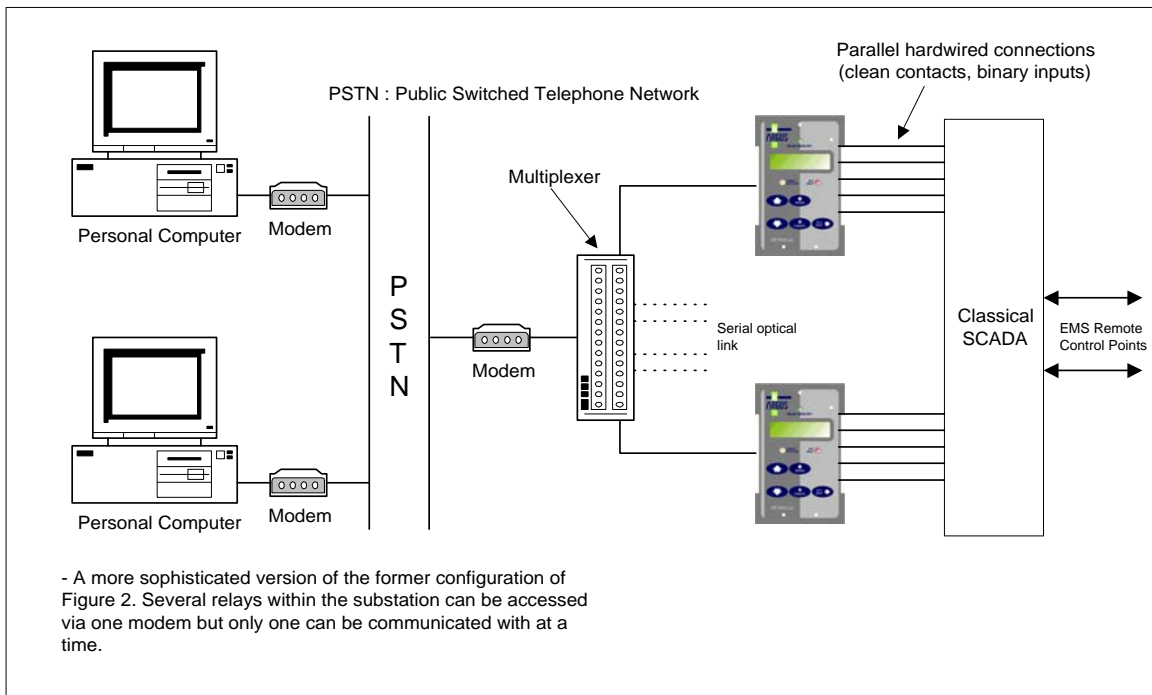 Parallel hardwired connections
(clean contacts, binary inputs)
PSTN : Public Switched Telephone Network
Multiplexer
ARGUS
Personal Computer
Modem
P
S
T
N
Modem
Serial optical
link
Classical
SCADA
EMS Remote
Control Points
ARGUS
Personal Computer
Modem
- A more sophisticated version of the former configuration of
Figure 2. Several relays within the substation can be accessed
via one modem but only one can be communicated with at a
time.